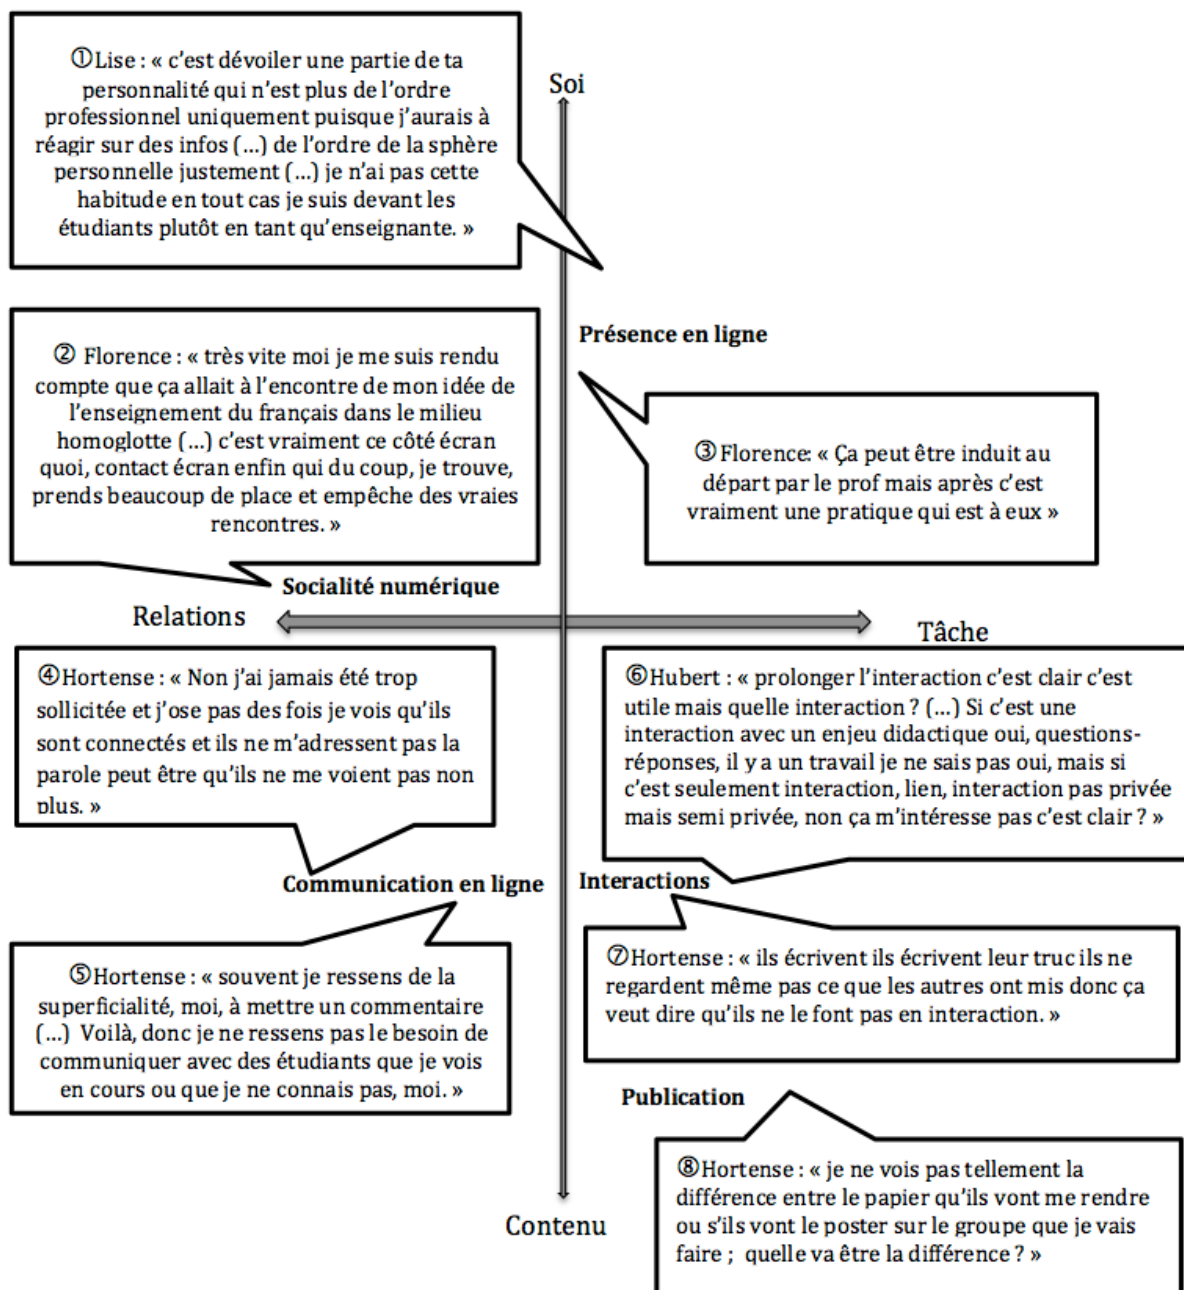 ①Lise : « c’est dévoiler une partie de ta
personnalité qui n’est plus de l’ordre
professionnel uniquement puisque j’aurais à
réagir sur des infos (…) de l’ordre de la sphère
personnelle justement (…) je n’ai pas cette
habitude en tout cas je suis devant les
étudiants plutôt en tant qu’enseignante. »
Soi
Présence en ligne
② Florence : « très vite moi je me suis rendu
compte que ça allait à l’encontre de mon idée de
l’enseignement du français dans le milieu
homoglotte (…) c’est vraiment ce côté écran
quoi, contact écran enfin qui du coup, je trouve,
prends beaucoup de place et empêche des vraies
rencontres. »
③Florence: « Ça peut être induit au
départ par le prof mais après c’est
vraiment une pratique qui est à eux »
Socialité numérique
Relations
Tâche
④Hortense : « Non j’ai jamais été trop
sollicitée et j’ose pas des fois je vois qu’ils
sont connectés et ils ne m’adressent pas la
parole peut être qu’ils ne me voient pas non
plus. »
⑥Hubert : « prolonger l’interaction c’est clair c’est
utile mais quelle interaction ? (…) Si c’est une
interaction avec un enjeu didactique oui, questions-
réponses, il y a un travail je ne sais pas oui, mais si
c’est seulement interaction, lien, interaction pas privée
mais semi privée, non ça m’intéresse pas c’est clair ? »
Communication en ligne
Interactions
⑤Hortense : « souvent je ressens de la
superficialité, moi, à mettre un commentaire
(…) Voilà, donc je ne ressens pas le besoin de
communiquer avec des étudiants que je vois
en cours ou que je ne connais pas, moi. »
⑦Hortense : « ils écrivent ils écrivent leur truc ils ne
regardent même pas ce que les autres ont mis donc ça
veut dire qu’ils ne le font pas en interaction. »
Publication
⑧Hortense : « je ne vois pas tellement la
différence entre le papier qu’ils vont me rendre
ou s’ils vont le poster sur le groupe que je vais
faire ; quelle va être la différence ? »
Contenu